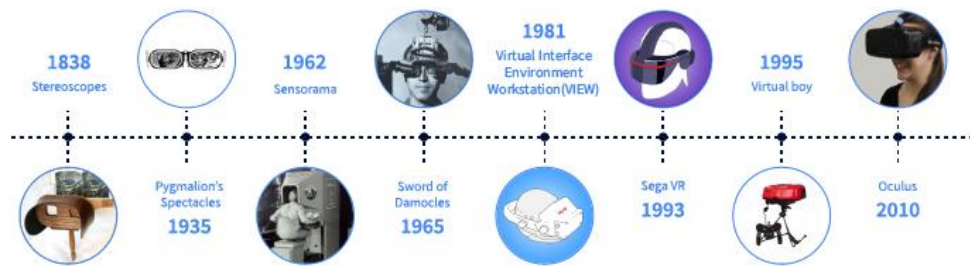 1838
Stereoscopes
Pygmalion's
Spectacles
1935
1962
Sensorama
Sword of
Damocles
1965
1981
Virtual Interface
Environment
Workstation(VIEW)
Sega VR
1993
1995
Virtual boy
Oculus
2010